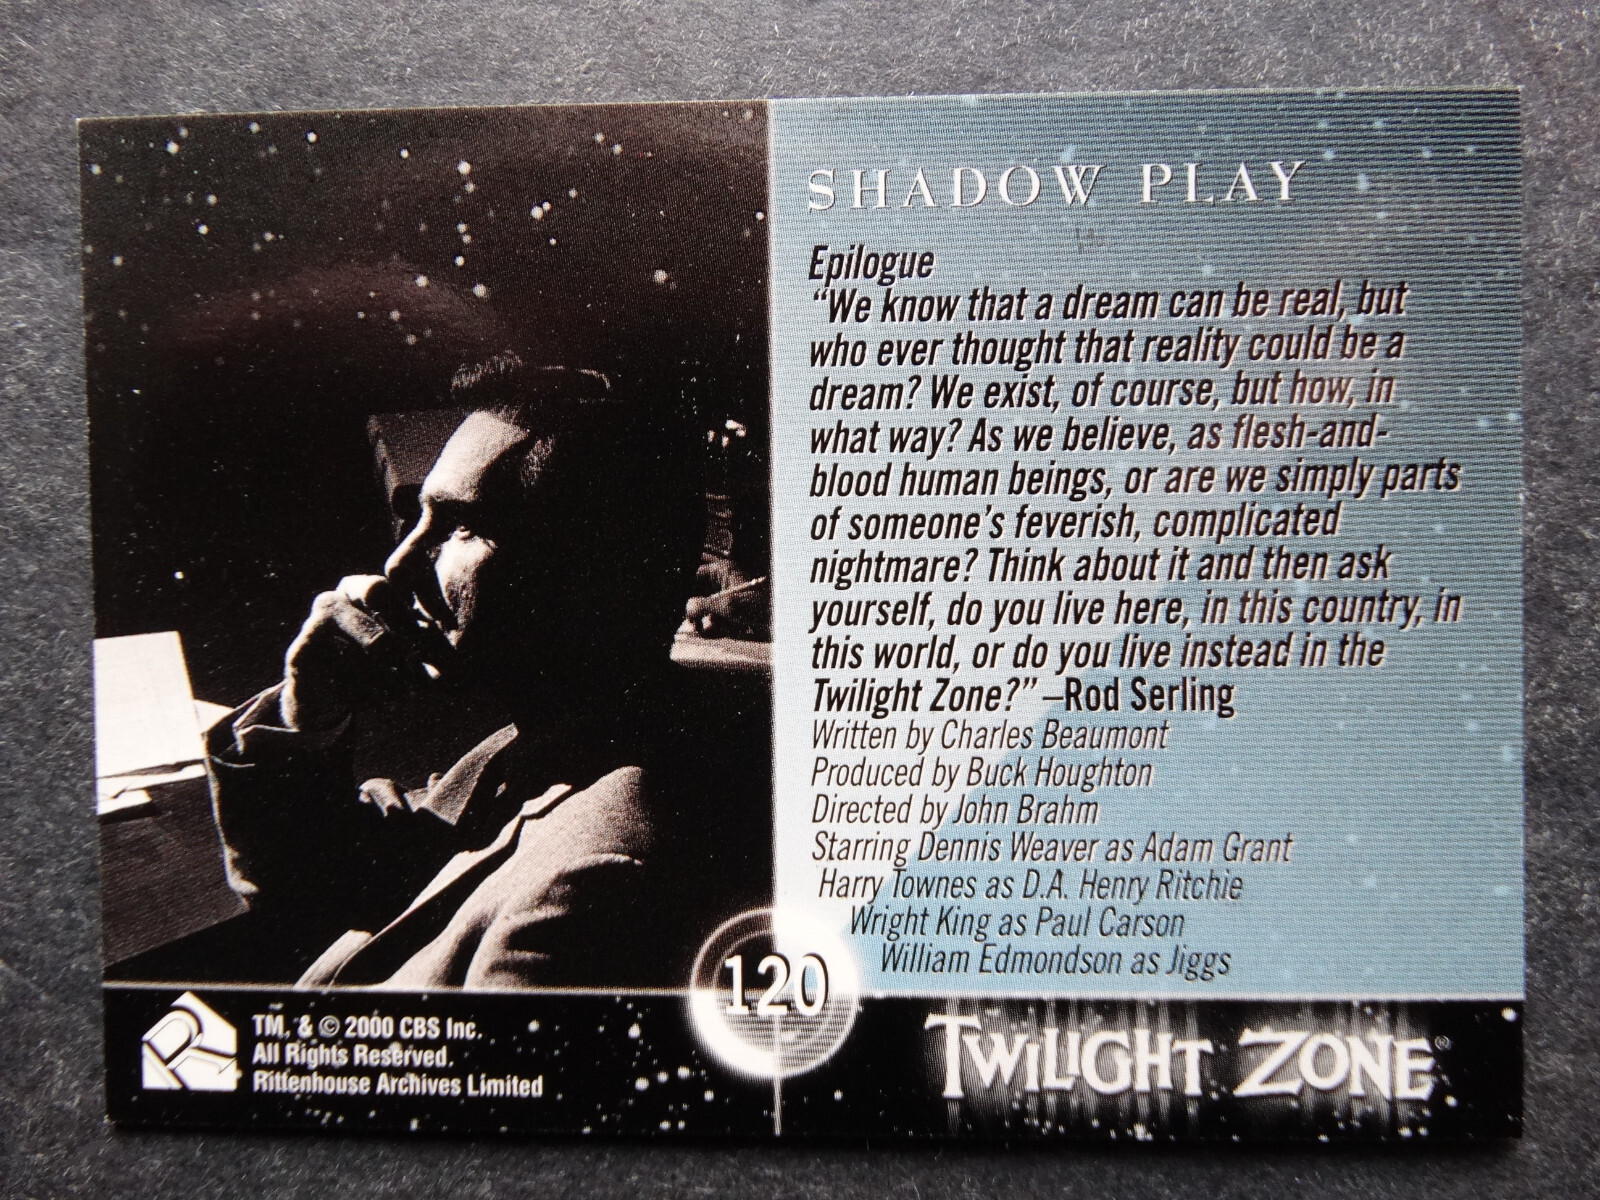 SHADOW PLAY
Epilogue
“We know that a dream can be real, but
who ever thought that reality could be a
dream? We exist, of course, but how, in
what way? As we believe, as flesh-and-
blood human beings, or are we simply parts
of someone’s feverish, complicated
nightmare? Think about it and then ask
yourself, do you live here, in this country, in
this world, or do you live instead in the
Twilight Zone?” –Rod Serling
Written by Charles Beaumont
Produced by Buck Houghton
Directed by John Brahm
Starring Dennis Weaver as Adam Grant
Harry Townes as D.A. Henry Ritchie
Wright King as Paul Carson
William Edmondson as Jiggs
120
TM, & © 2000 CBS Inc.
All Rights Reserved.
Rittenhouse Archives Limited
TWILIGHT ZONE®